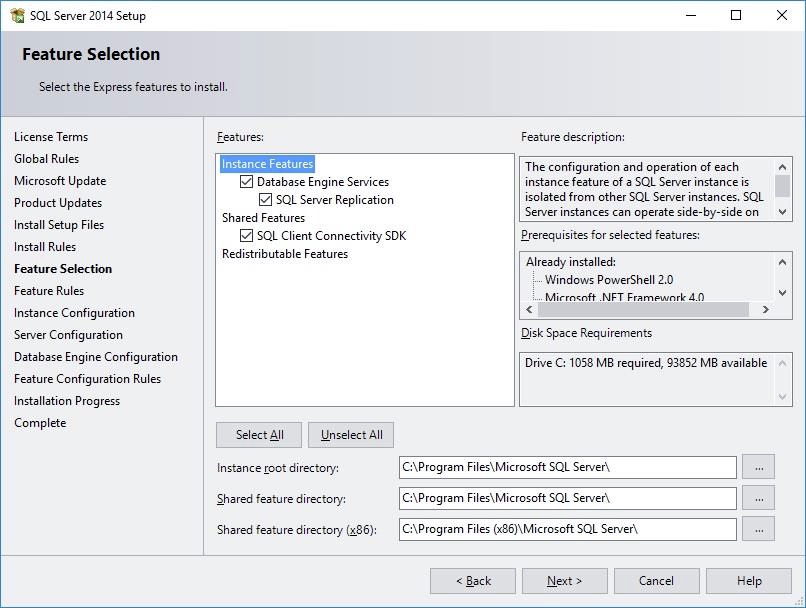 SQL Server 2014 Setup
Feature Selection
Select the Express features to install.
License Terms
Global Rules
Microsoft Update
Product Updates
Install Setup Files
Install Rules
Feature Selection
Feature Rules
Instance Configuration
Server Configuration
Database Engine Configuration
Feature Configuration Rules
Installation Progress
Complete
Features:
Instance Features
Database Engine Services
SQL Server Replication
Shared Features
SQL Client Connectivity SDK
Redistributable Features
Feature description:
The configuration and operation of each
instance feature of a SQL Server instance is
isolated from other SQL Server instances. SQL
Server instances can operate side-by-side on
Prerequisites for selected features:
Already installed:
Windows PowerShell 2.0
Microsoft .NET Framework 4.0
Disk Space Requirements
Drive C: 1058 MB required, 93852 MB available
Select All
Unselect All
Instance root directory:
C:\Program Files\Microsoft SQL Server\
...
Shared feature directory:
C:\Program Files\Microsoft SQL Server\
...
Shared feature directory (x86):
C:\Program Files (x86)\Microsoft SQL Server\
...
< Back
Next >
Cancel
Help